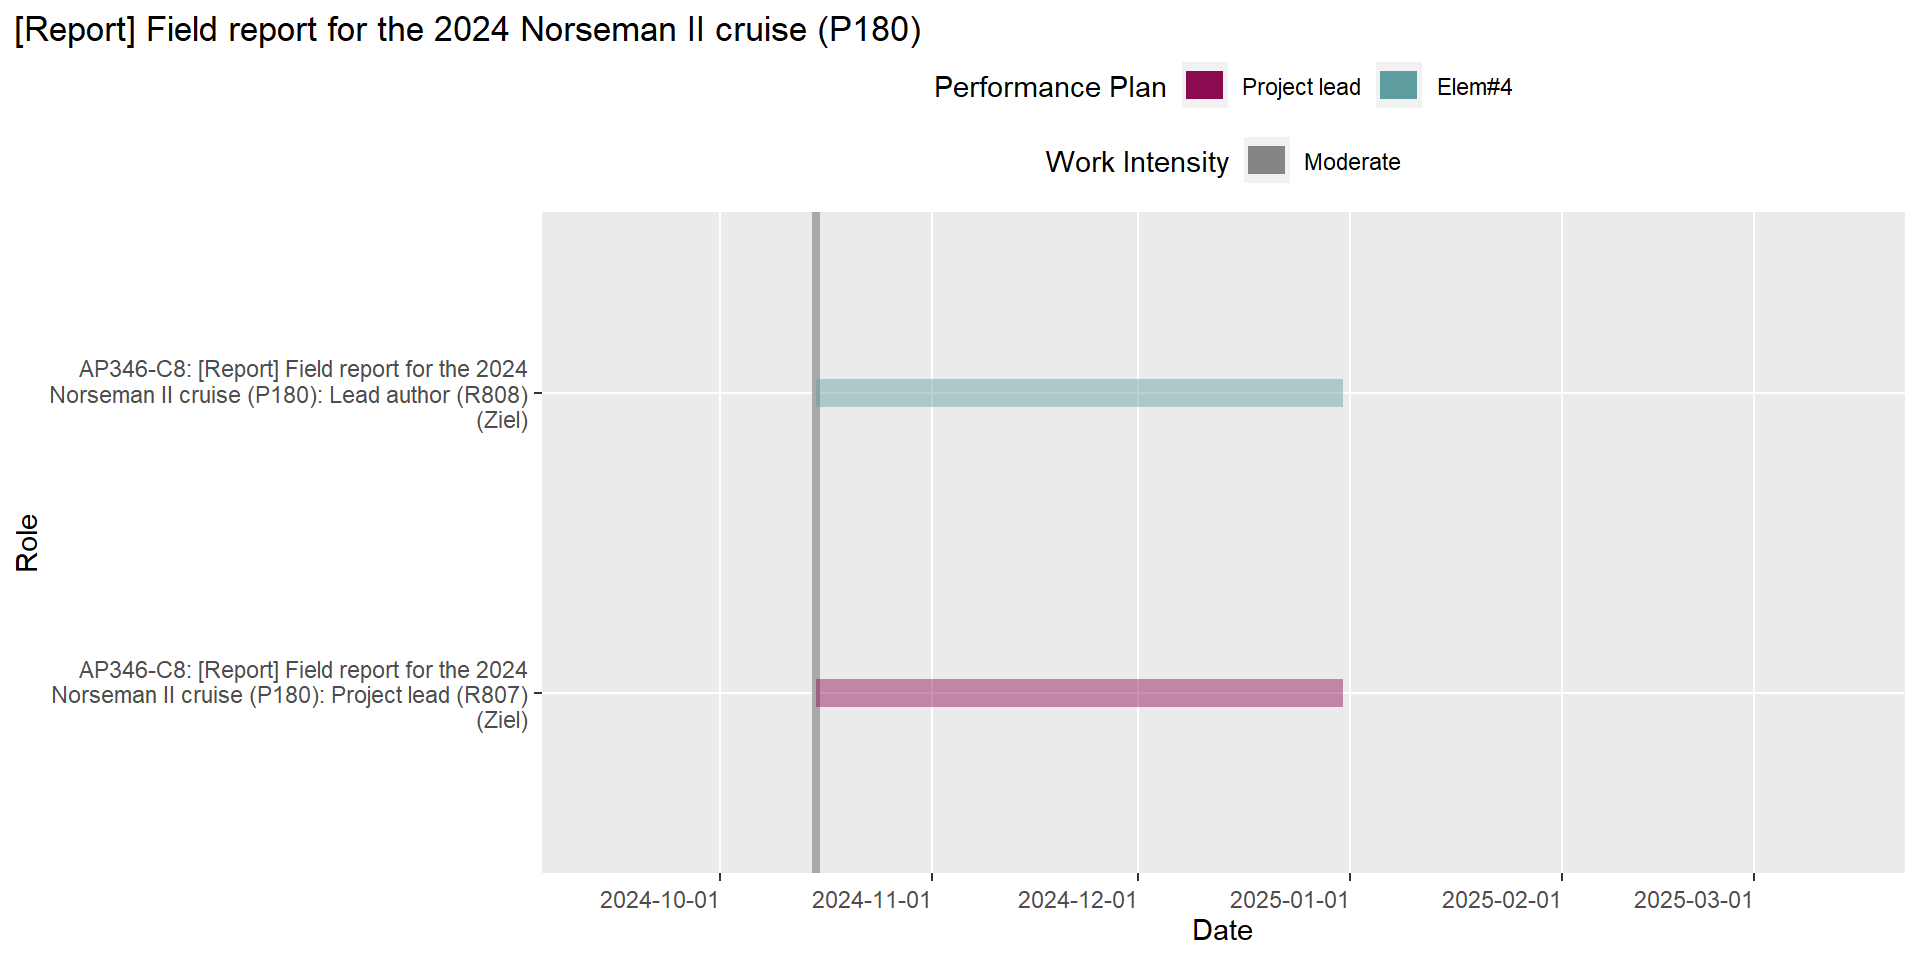 [Report] Field report for the 2024 Norseman II cruise (P180)
Performance Plan Project lead Elem#4
Work Intensity Moderate
AP346-C8: [Report] Field report for the 2024
Norseman II cruise (P180): Lead author (R808)
(Ziel)
Role
AP346-C8: [Report] Field report for the 2024
Norseman II cruise (P180): Project lead (R807)
(Ziel)
2024-10-01 2024-11-01 2024-12-01 2025-01-01 2025-02-01 2025-03-01
Date